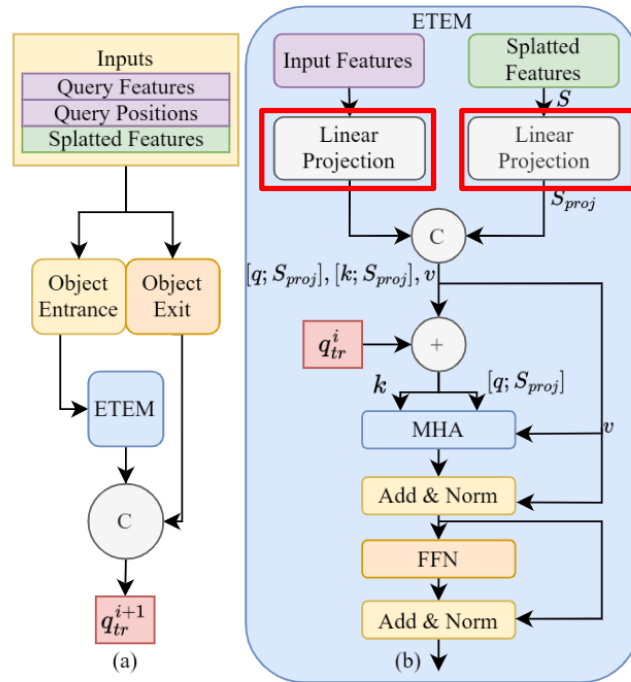 Inputs
Query Features
Query Positions
Splatted Features
Object
Entrance
Object
Exit
ETEM
C
q_{tr}^{i+1}
(a)
ETEM
Input Features
Splatted
Features
S
Linear
Projection
Linear
Projection
S_{proj}
C
[q; S_{proj}], [k; S_{proj}], v
q_{tr}^{i}
+
k
[q; S_{proj}]
MHA
v
Add & Norm
FFN
Add & Norm
(b)